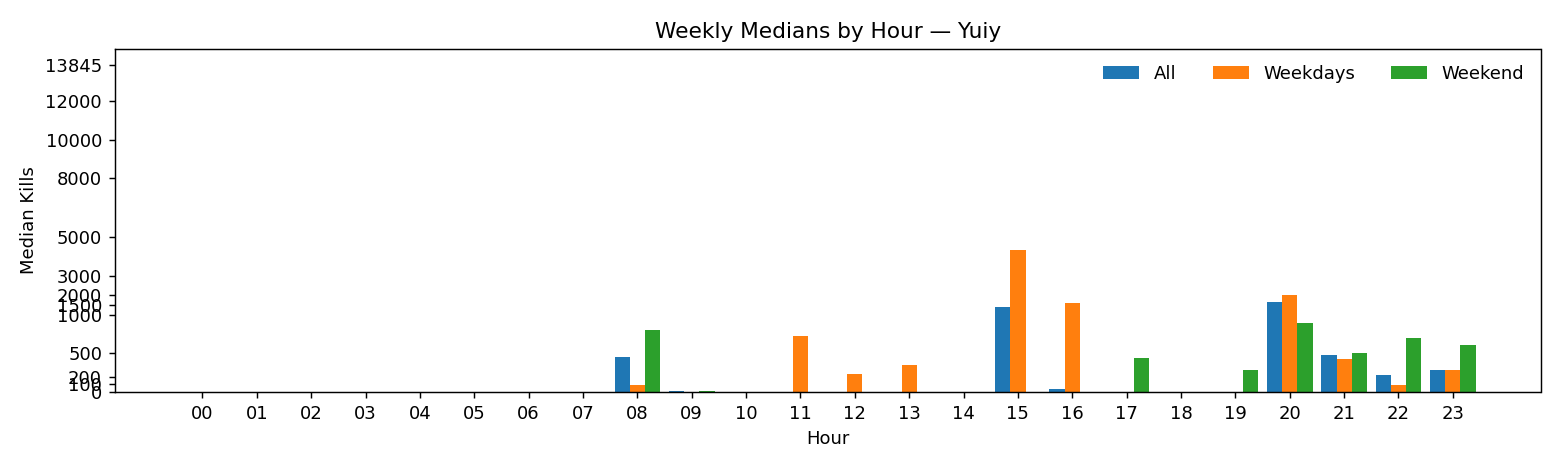 Weekly Medians by Hour — Yuiy
All Weekdays Weekend
Median Kills
13845
12000
10000
8000
5000
3000
2000
1500
1000
500
200
100
0
00 01 02 03 04 05 06 07 08 09 10 11 12 13 14 15 16 17 18 19 20 21 22 23
Hour